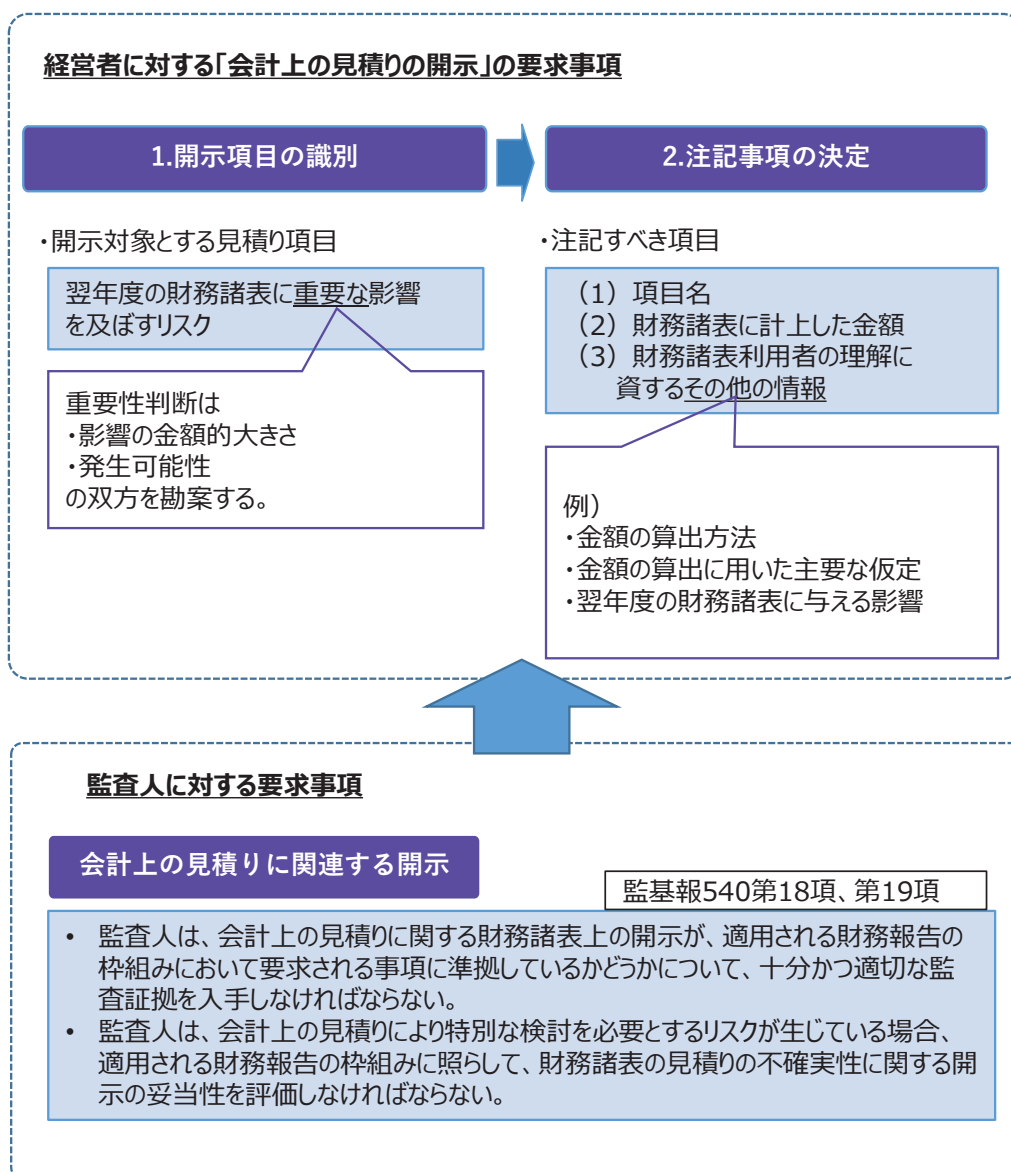 経営者に対する「会計上の見積りの開示」の要求事項
1.開示項目の識別
2.注記事項の決定
・開示対象とする見積り項目
翌年度の財務諸表に重要な影響
を及ぼすリスク
重要性判断は
・影響の金額的大きさ
・発生可能性
の双方を勘案する。
・注記すべき項目
（1）項目名
（2）財務諸表に計上した金額
（3）財務諸表利用者の理解に
資するその他の情報
例）
・金額の算出方法
・金額の算出に用いた主要な仮定
・翌年度の財務諸表に与える影響
監査人に対する要求事項
会計上の見積りに関連する開示
監基報540第18項、第19項
• 監査人は、会計上の見積りに関する財務諸表上の開示が、適用される財務報告の
枠組みにおいて要求される事項に準拠しているかどうかについて、十分かつ適切な監
査証拠を入手しなければならない。
• 監査人は、会計上の見積りにより特別な検討を必要とするリスクが生じている場合、
適用される財務報告の枠組みに照らして、財務諸表の見積りの不確実性に関する開
示の妥当性を評価しなければならない。